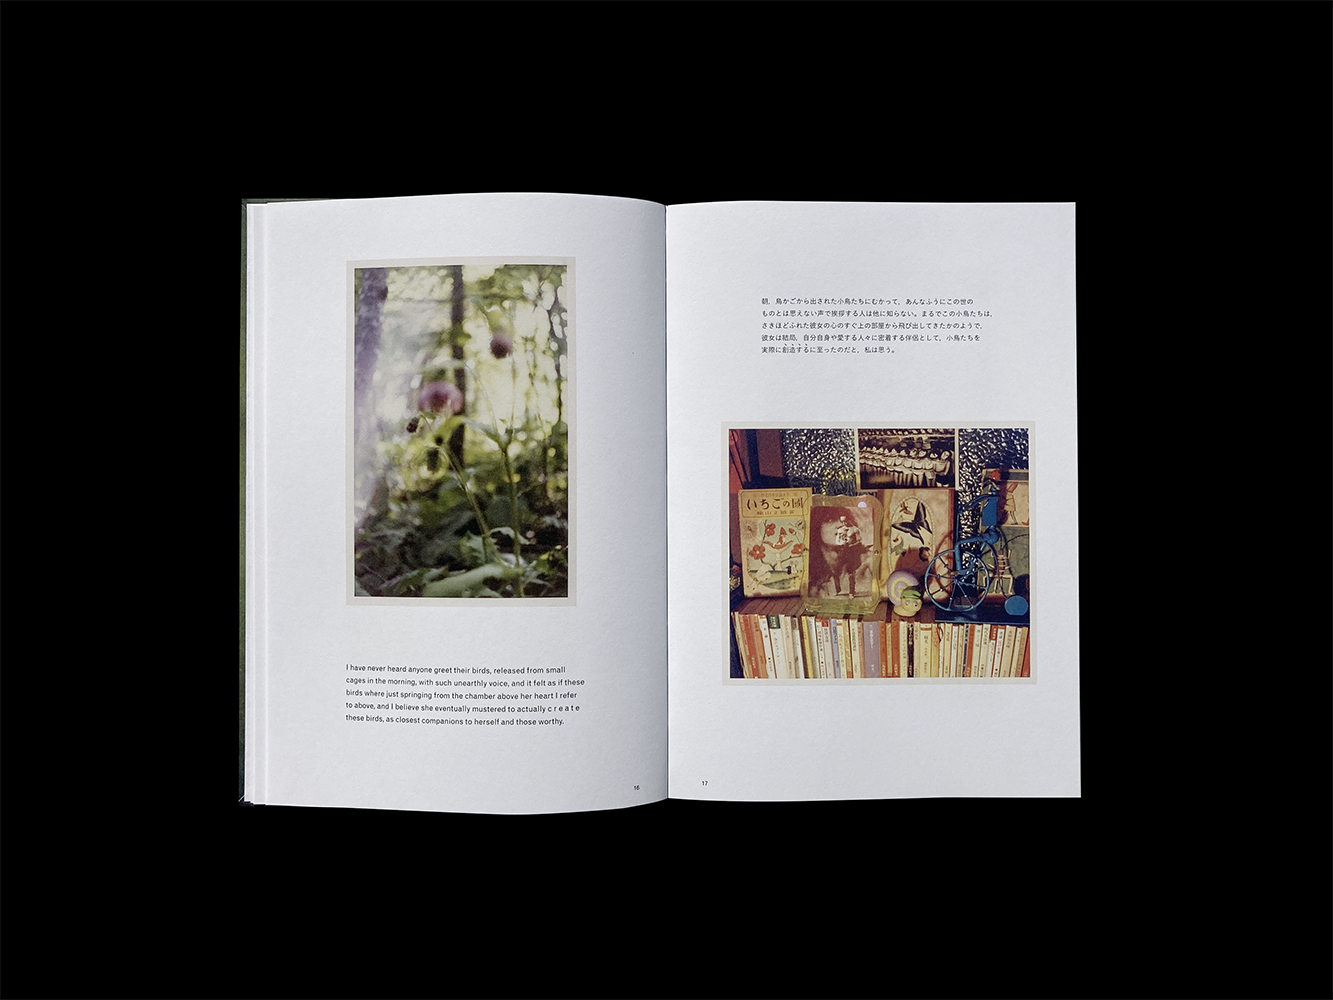 I have never heard anyone greet their birds, released from small
cages in the morning, with such unearthly voice, and it felt as if these
birds where just springing from the chamber above her heart I refer
to above, and I believe she eventually mustered to actually c r e a t e
these birds, as closest companions to herself and those worthy.
16
朝，鳥かごから出された小鳥たちにむかって，あんなふうにこの世の
ものとは思えない声で挨拶する人は他に知らない。まるでこの小鳥たちは，
さきほどふれた彼女の心のすぐ上の部屋から飛び出してきたかのようで，
彼女は結局，自分自身や愛する人々に密着する伴侶として，小鳥たちを
実際に創造するに至ったのだと，私は思う。
いちごの國
17